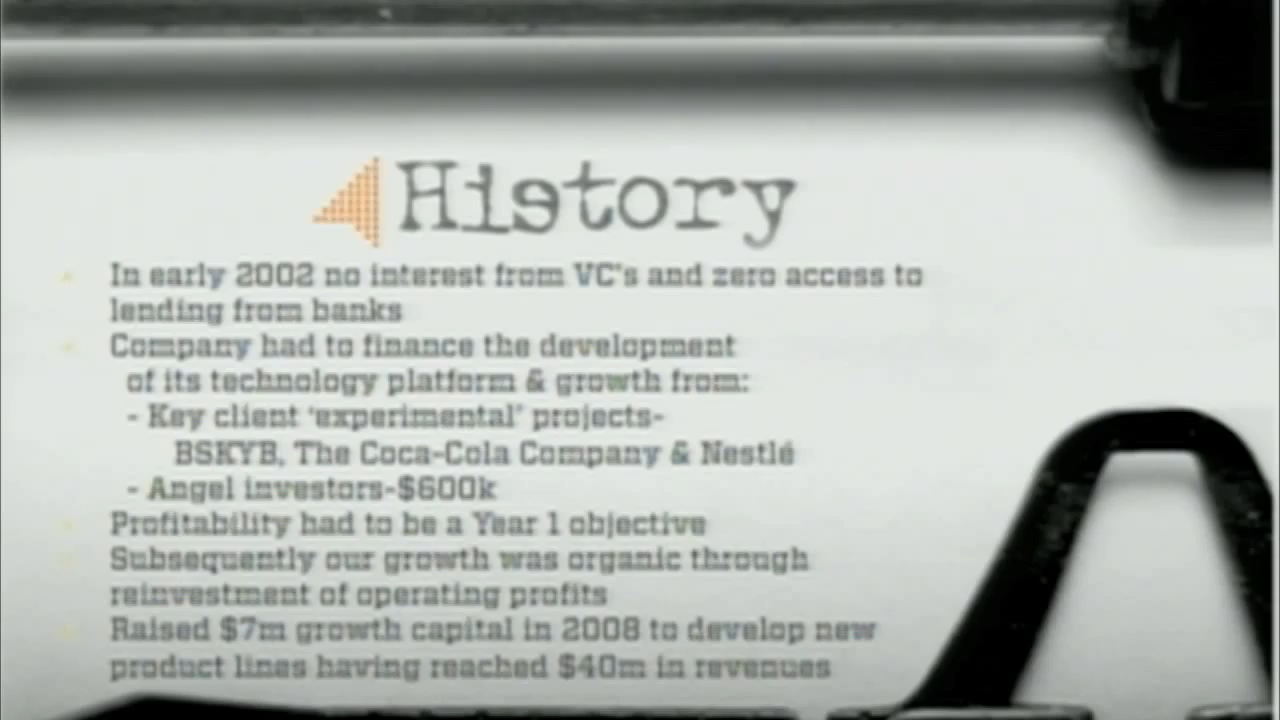 History
In early 2002 no interest from VC's and zero access to
lending from banks
Company had to finance the development
of its technology platform & growth from:
- Key client 'experimental' projects-
BSKYB, The Coca-Cola Company & Nestlé
- Angel investors-$600k
Profitability had to be a Year 1 objective
Subsequently our growth was organic through
reinvestment of operating profits
Raised $7m growth capital in 2008 to develop new
product lines having reached $40m in revenues